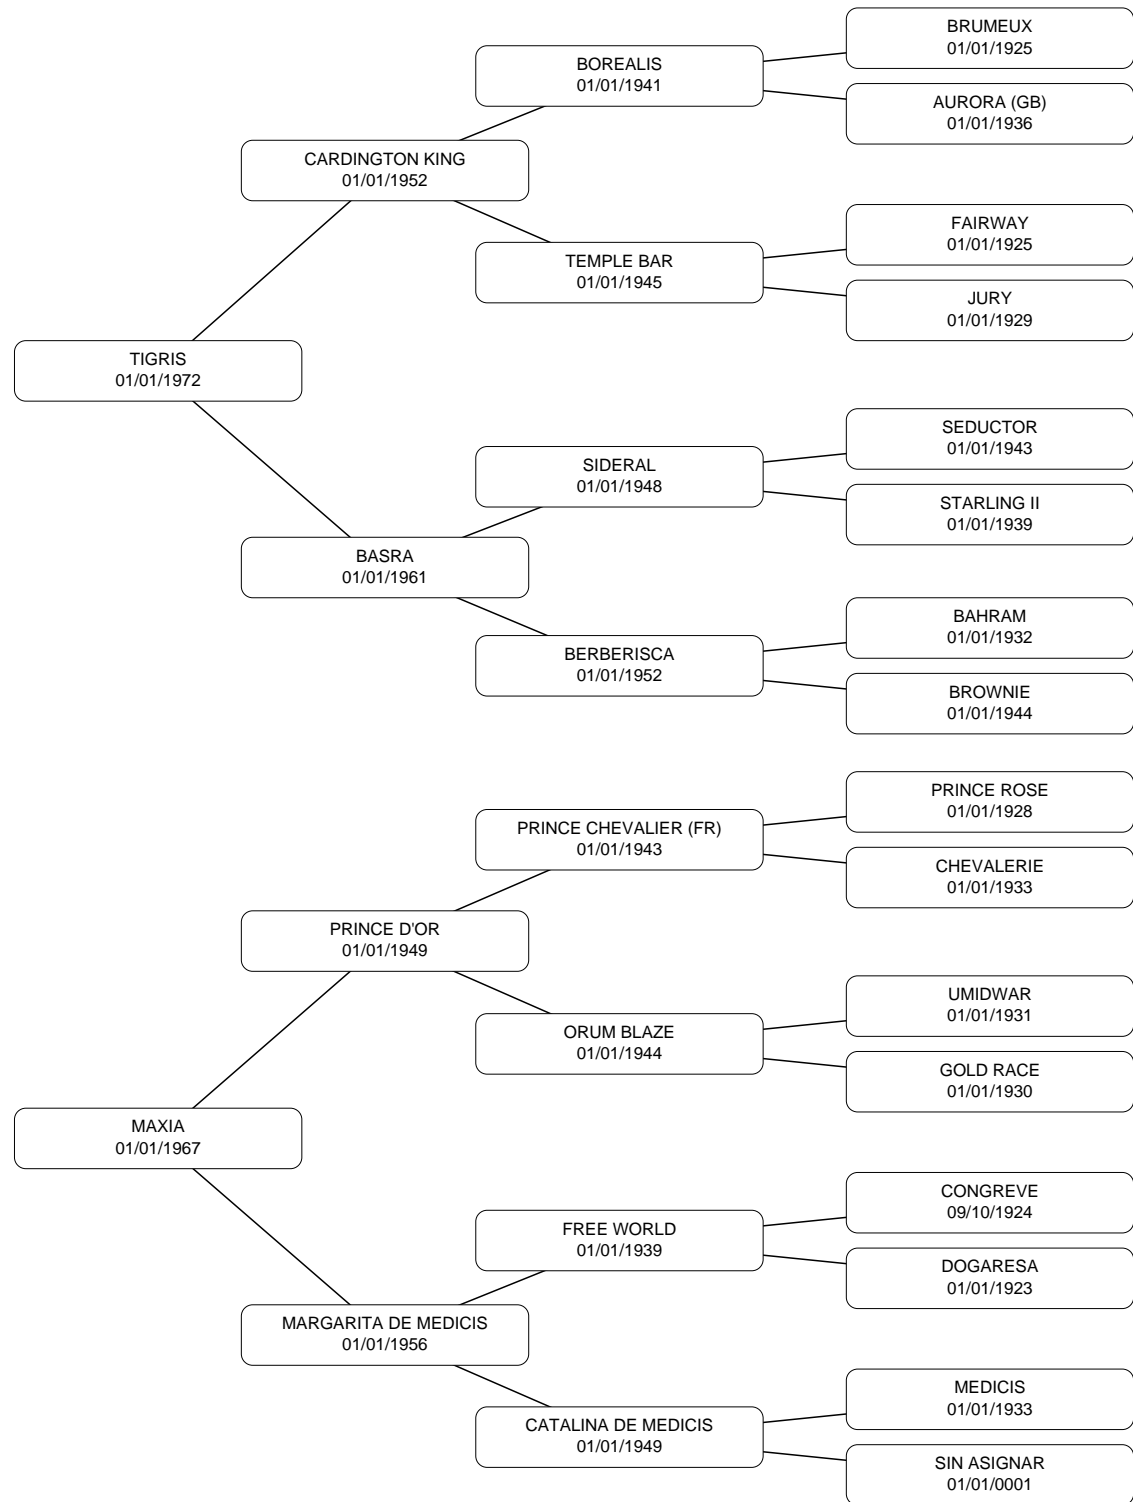 BRUMEUX
01/01/1925
BOREALIS
01/01/1941
AURORA (GB)
01/01/1936
CARDINGTON KING
01/01/1952
FAIRWAY
01/01/1925
TEMPLE BAR
01/01/1945
JURY
01/01/1929
TIGRIS
01/01/1972
SEDUCTOR
01/01/1943
SIDERAL
01/01/1948
STARLING II
01/01/1939
BASRA
01/01/1961
BAHRAM
01/01/1932
BERBERISCA
01/01/1952
BROWNIE
01/01/1944
PRINCE ROSE
01/01/1928
PRINCE CHEVALIER (FR)
01/01/1943
CHEVALERIE
01/01/1933
PRINCE D'OR
01/01/1949
UMIDWAR
01/01/1931
ORUM BLAZE
01/01/1944
GOLD RACE
01/01/1930
MAXIA
01/01/1967
CONGREVE
09/10/1924
FREE WORLD
01/01/1939
DOGARESA
01/01/1923
MARGARITA DE MEDICIS
01/01/1956
MEDICIS
01/01/1933
CATALINA DE MEDICIS
01/01/1949
SIN ASIGNAR
01/01/0001